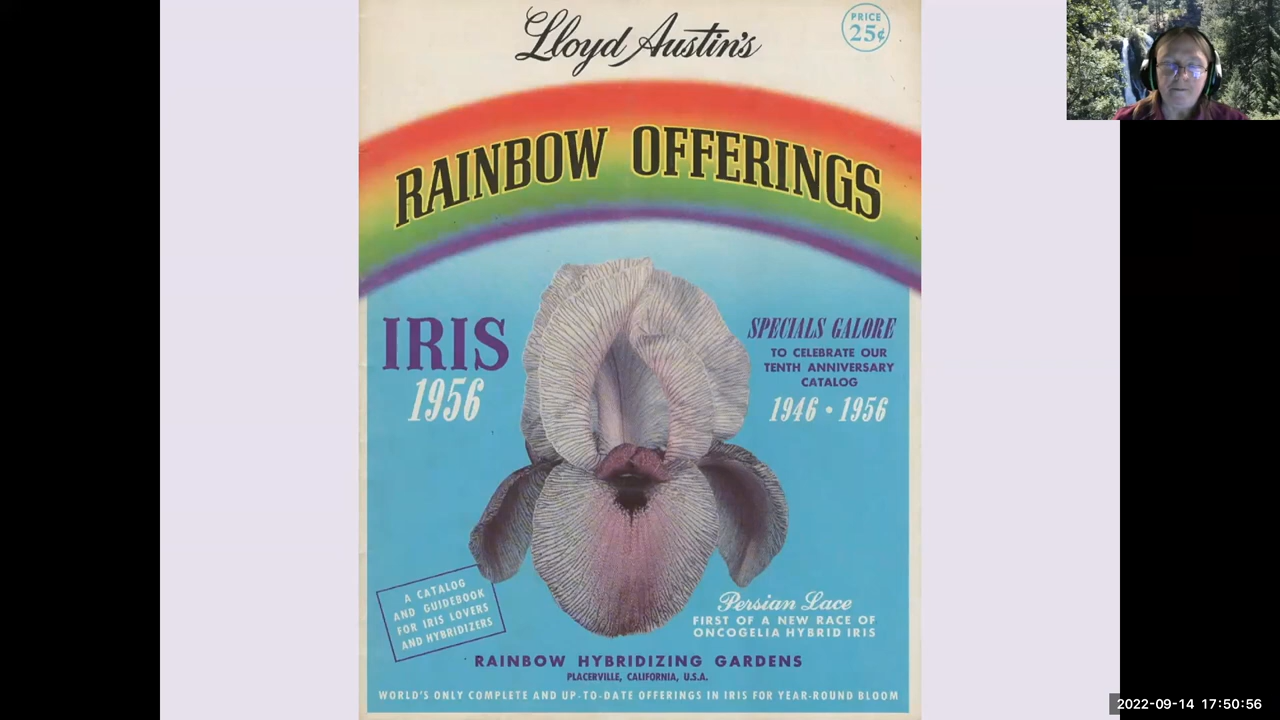 Lloyd Austin's
PRICE
25¢
RAINBOW OFFERINGS
IRIS
1956
SPECIALS GALORE
TO CELEBRATE OUR
TENTH ANNIVERSARY
CATALOG
1946 • 1956
A CATALOG
AND GUIDEBOOK
FOR IRIS LOVERS
AND HYBRIDIZERS
Persian Lace
FIRST OF A NEW RACE OF
ONCOGELIA HYBRID IRIS
RAINBOW HYBRIDIZING GARDENS
PLACERVILLE, CALIFORNIA, U.S.A.
WORLD'S ONLY COMPLETE AND UP-TO-DATE OFFERINGS IN IRIS FOR YEAR-ROUND BLOOM
2022-09-14 17:50:56